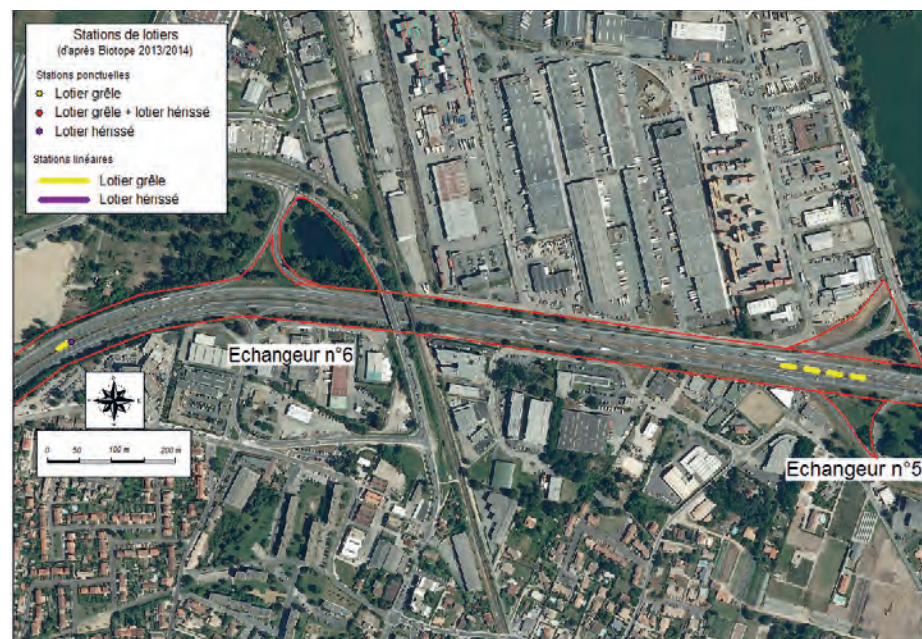 Stations de lotiers
(d'après Biotope 2013/2014)
Stations ponctuelles
Lotier grêle
Lotier grêle + lotier hérissé
Lotier hérissé
Stations linéaires
Lotier grêle
Lotier hérissé
Echangeur n°6
0 50 100 m 200 m
Echangeur n°5